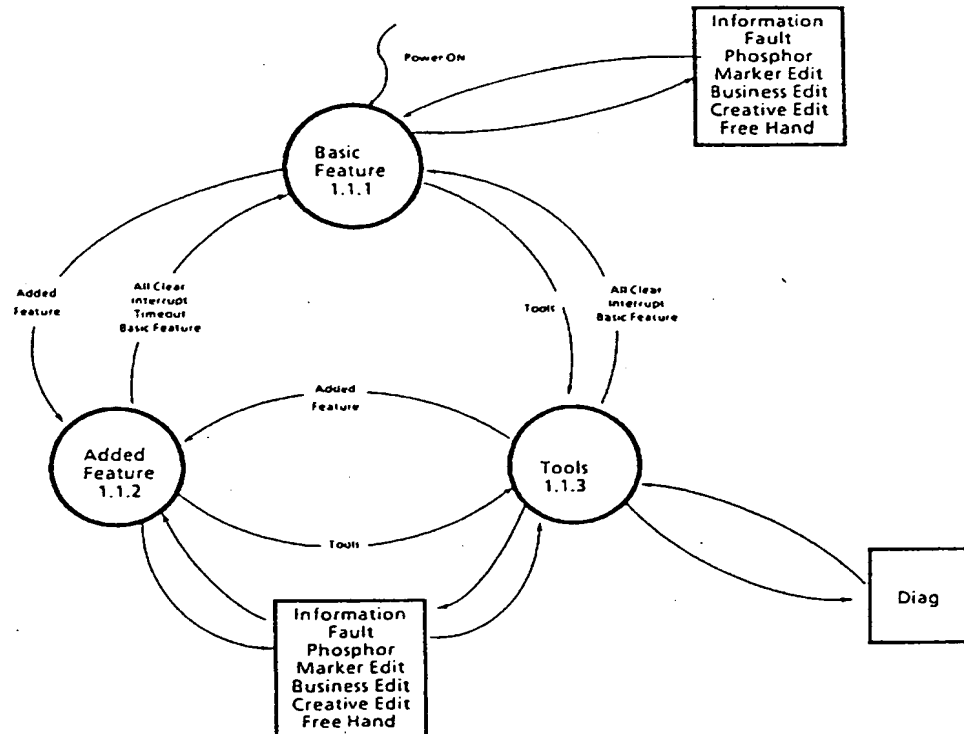 Power ON
Information
Fault
Phosphor
Marker Edit
Business Edit
Creative Edit
Free Hand
Basic
Feature
1.1.1
Added
Feature
All Clear
Interrupt
Timeout
Basic Feature
Tools
All Clear
Interrupt
Basic Feature
Added
Feature
Added
Feature
1.1.2
Tools
1.1.3
Tools
Diag
Information
Fault
Phosphor
Marker Edit
Business Edit
Creative Edit
Free Hand